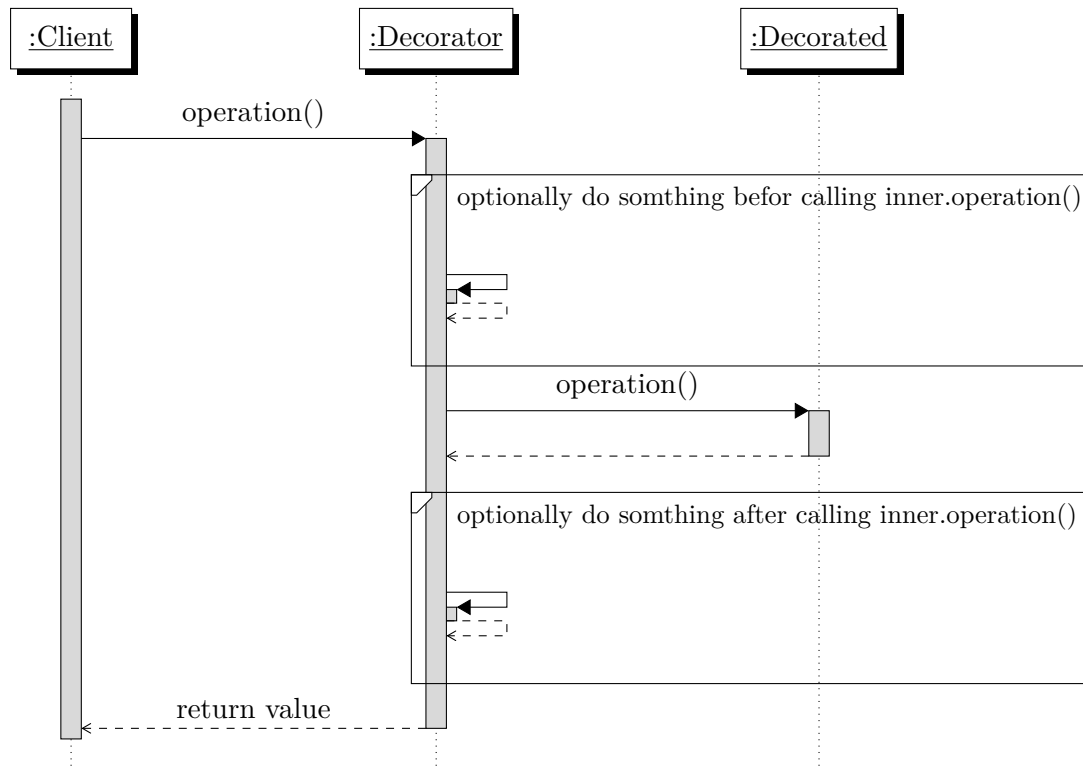 :Client
:Decorator
:Decorated
operation()
optionally do somthing befor calling inner.operation()
operation()
optionally do somthing after calling inner.operation()
return value